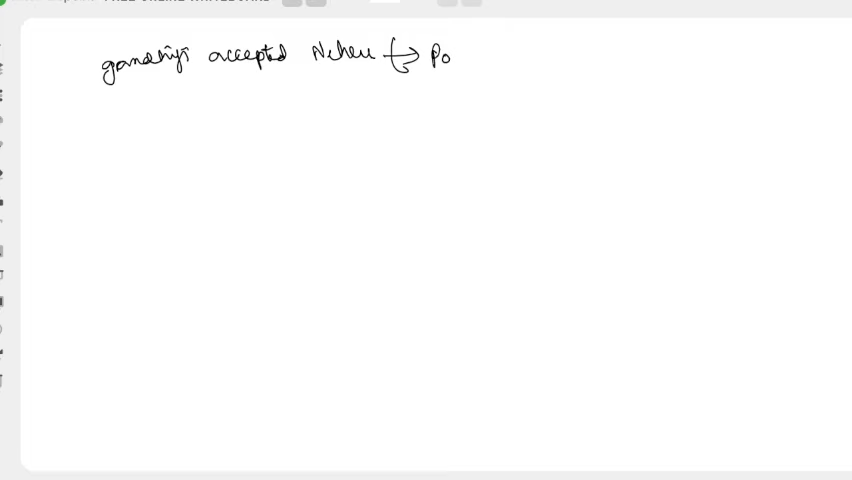 gandhiji accepted Nehru → Po